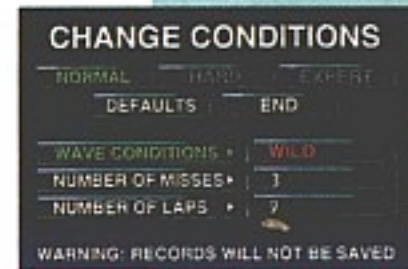 CHANGE CONDITIONS
NORMAL HARD EXPERT
DEFAULTS END
WAVE CONDITIONS WILD
NUMBER OF MISSES 3
NUMBER OF LAPS 9
WARNING: RECORDS WILL NOT BE SAVED